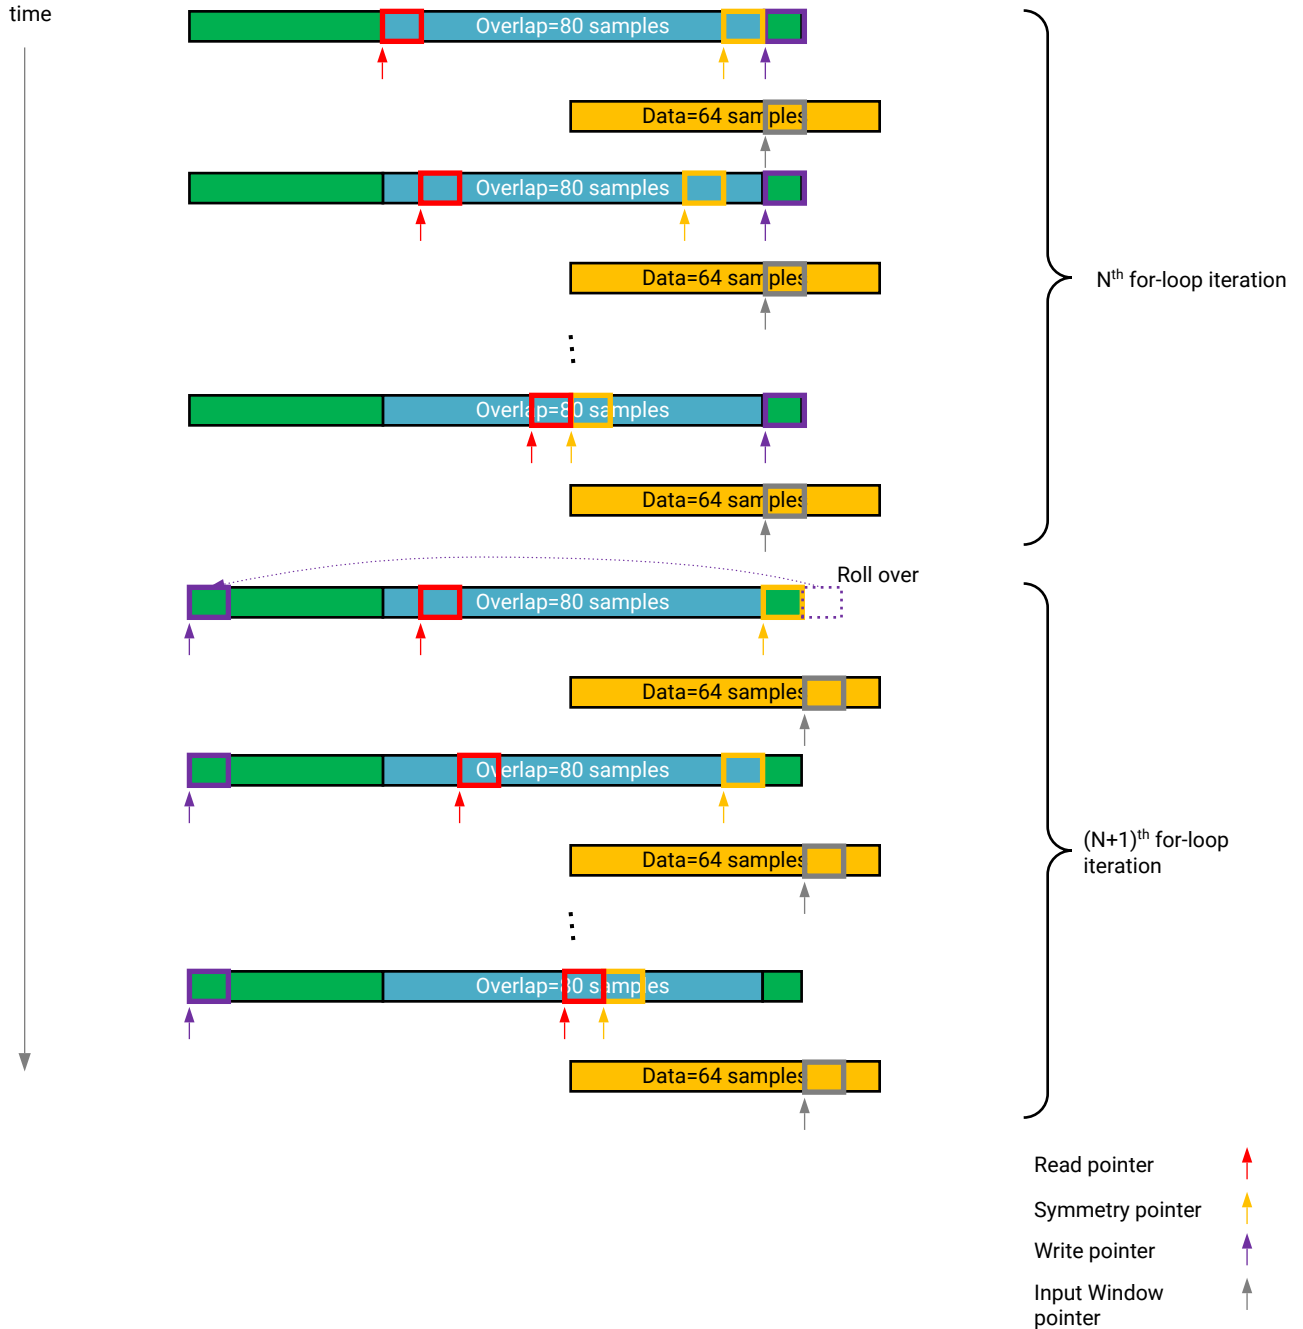 time
Overlap=80 samples
Data=64 samples
Overlap=80 samples
Data=64 samples
Nth for-loop iteration
⋮
Overlap=80 samples
Data=64 samples
Roll over
Overlap=80 samples
Data=64 samples
Overlap=80 samples
(N+1)th for-loop
iteration
Data=64 samples
⋮
Overlap=80 samples
Data=64 samples
Read pointer
Symmetry pointer
Write pointer
Input Window
pointer